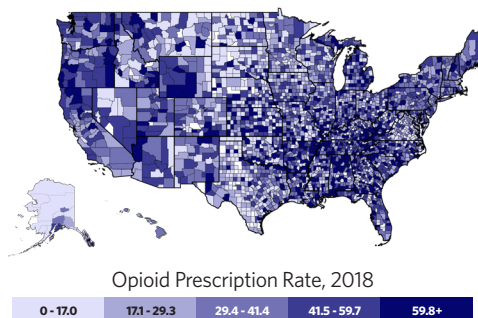 Opioid Prescription Rate, 2018
0 - 17.0 17.1 - 29.3 29.4 - 41.4 41.5 - 59.7 59.8+